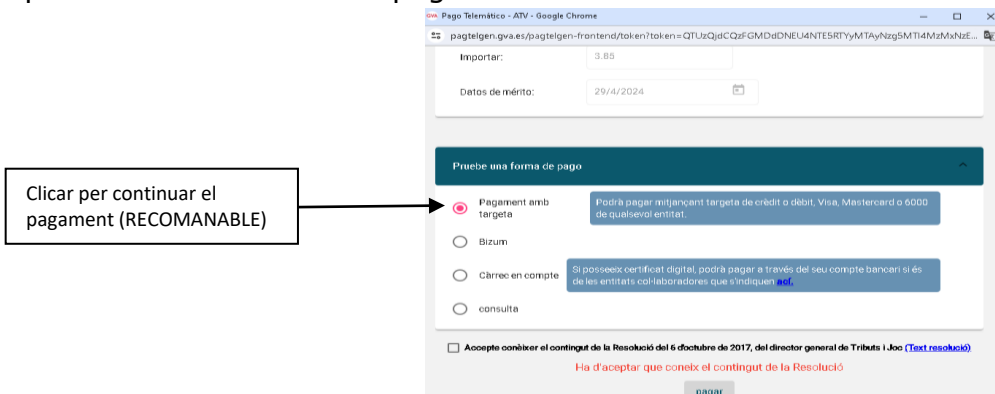 Pago Telemático - ATV - Google Chrome
pagtelgen.gva.es/pagtelgen-frontend/token?token=QTUzQjdCQzFGMDdDNEU4NTE5RTYyMTAyNzg5MTI4MzMxNzE...
Importar: 3.65
Datos de mérito: 29/4/2024
Pruebe una forma de pago
Clicar per continuar el
pagament (RECOMANABLE)
Pagament amb
targeta
Podrà pagar mitjançant targeta de crèdit o dèbit, Visa, Mastercard o 6000
de qualsevol entitat.
Bizum
Càrrec en compte
Si posseeix certificat digital, podrà pagar a través del seu compte bancari si és
de les entitats col·laboradores que s'indiquen ací.
consulta
Accepte conèixer el contingut de la Resolució del 6 d'octubre de 2017, del director general de Tributs i Joc (Text resolució)
Ha d'aceptar que coneix el contingut de la Resolució
pagar